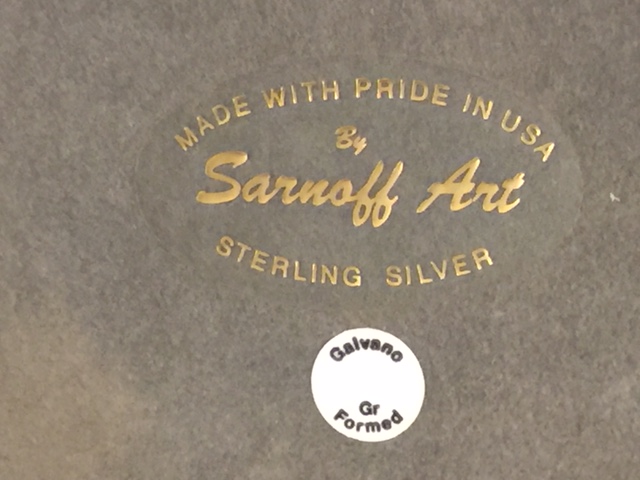 MADE WITH PRIDE IN USA
By
Sarnoff Art
STERLING SILVER
Galvano
Gr
Formed